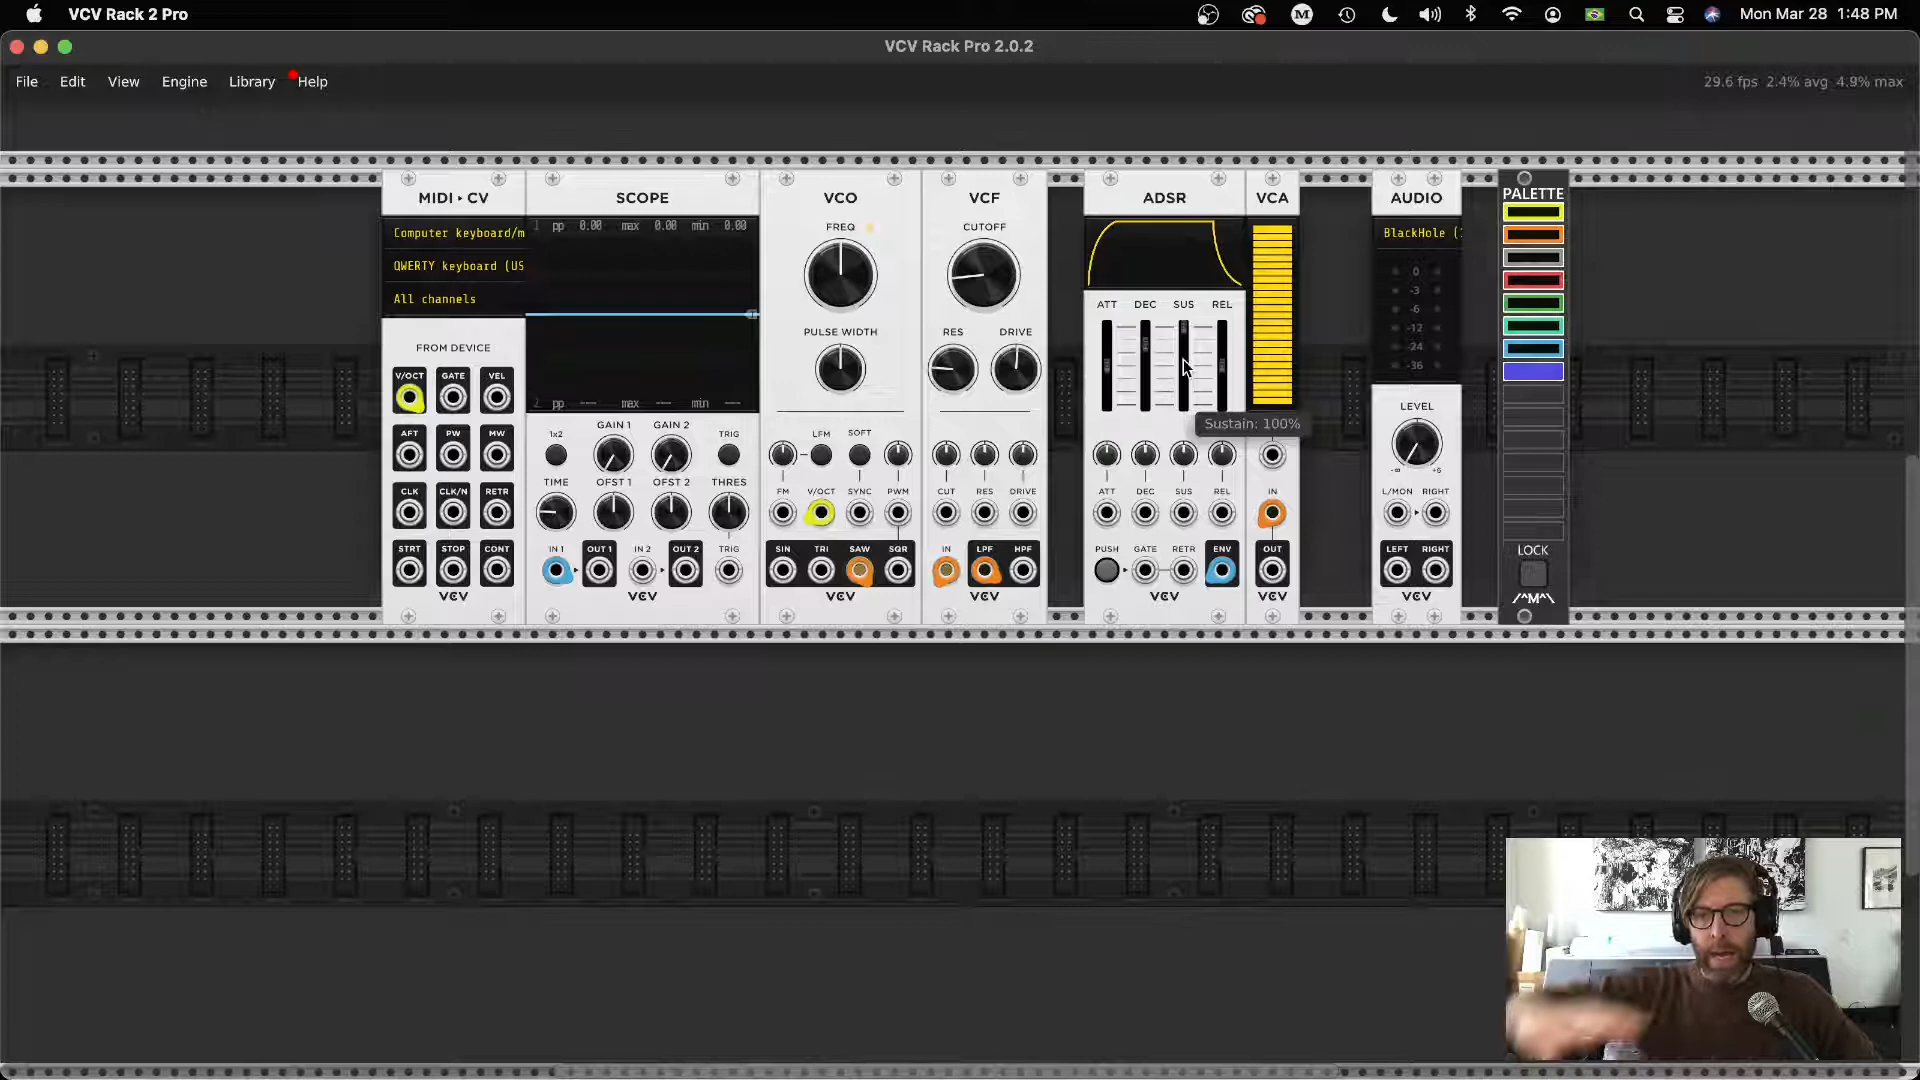 VCV Rack 2 Pro
M
Mon Mar 28 1:48 PM
VCV Rack Pro 2.0.2
File Edit View Engine Library Help
29.6 fps 2.4% avg 4.9% max
MIDI ▸ CV
Computer keyboard/m
QWERTY keyboard (US
All channels
FROM DEVICE
V/OCT GATE VEL
AFT PW MW
CLK CLK/N RETR
STRT STOP CONT
VCV
SCOPE
1 pp 0.00 max 0.00 min 0.00
2 pp --- max --- min ---
1x2 GAIN 1 GAIN 2 TRIG
TIME OFST 1 OFST 2 THRES
IN 1 OUT 1 IN 2 OUT 2 TRIG
VCV
VCO
FREQ
PULSE WIDTH
LFM SOFT
FM V/OCT SYNC PWM
SIN TRI SAW SQR
VCV
VCF
CUTOFF
RES DRIVE
CUT RES DRIVE
IN LPF HPF
VCV
ADSR
ATT DEC SUS REL
Sustain: 100%
ATT DEC SUS REL
PUSH GATE RETR ENV
VCV
VCA
IN
OUT
VCV
AUDIO
BlackHole (
0
-3
-6
-12
-24
-36
LEVEL
-∞ +6
L/MON RIGHT
LEFT RIGHT
VCV
PALETTE
LOCK
/^M^\